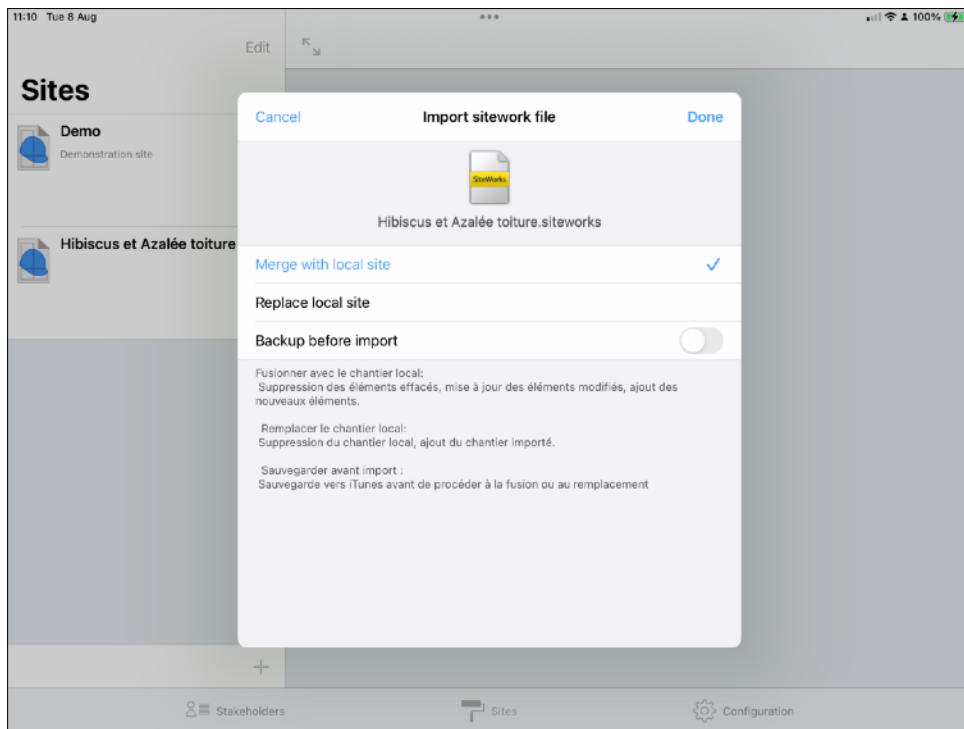 11:10 Tue 8 Aug
100%
Edit
Sites
Demo
Demonstration site
Hibiscus et Azalée toiture
Cancel
Import sitework file
Done
SiteWorks
Hibiscus et Azalée toiture.siteworks
Merge with local site
Replace local site
Backup before import
Fusionner avec le chantier local:
Suppression des éléments effacés, mise à jour des éléments modifiés, ajout des
nouveaux éléments.
Remplacer le chantier local:
Suppression du chantier local, ajout du chantier importé.
Sauvegarder avant import :
Sauvegarde vers iTunes avant de procéder à la fusion ou au remplacement
Stakeholders
Sites
Configuration